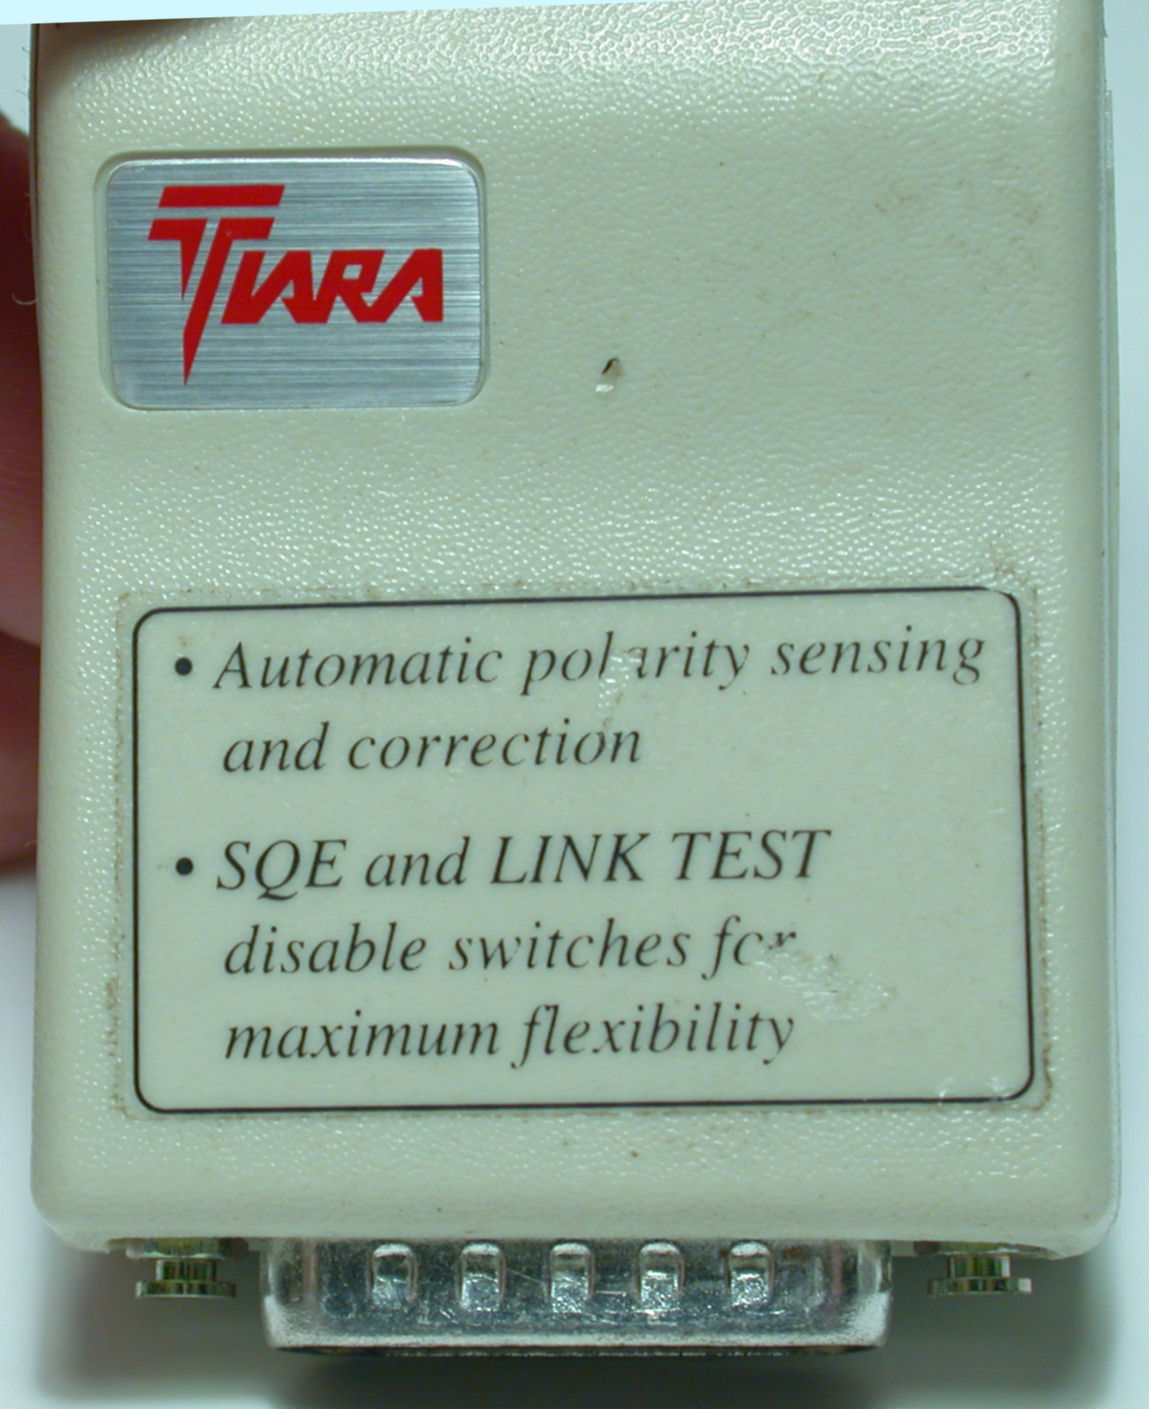 TIARA
• Automatic polarity sensing
and correction
• SQE and LINK TEST
disable switches for
maximum flexibility